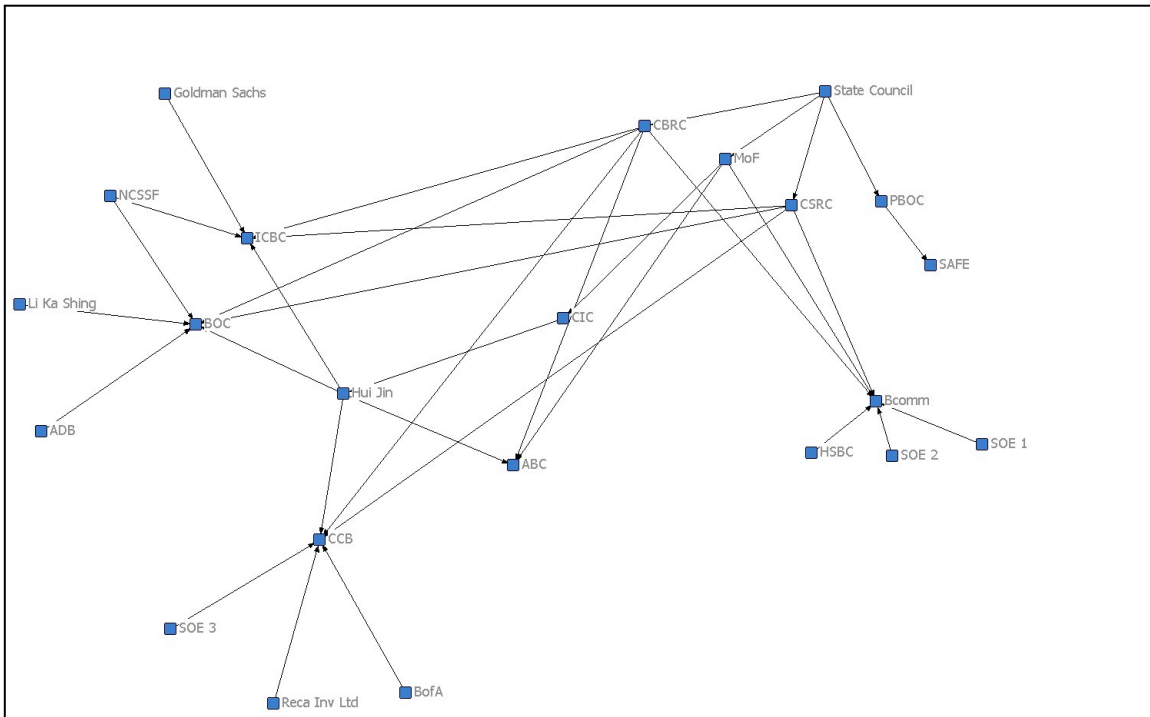 State Council
Goldman Sachs
CBRC
MoF
NCSSF
PBOC
CSRC
ICBC
SAFE
Li Ka Shing
CIC
BOC
Hui Jin
Bcomm
ADB
SOE 1
HSBC
SOE 2
ABC
CCB
SOE 3
BofA
Reca Inv Ltd